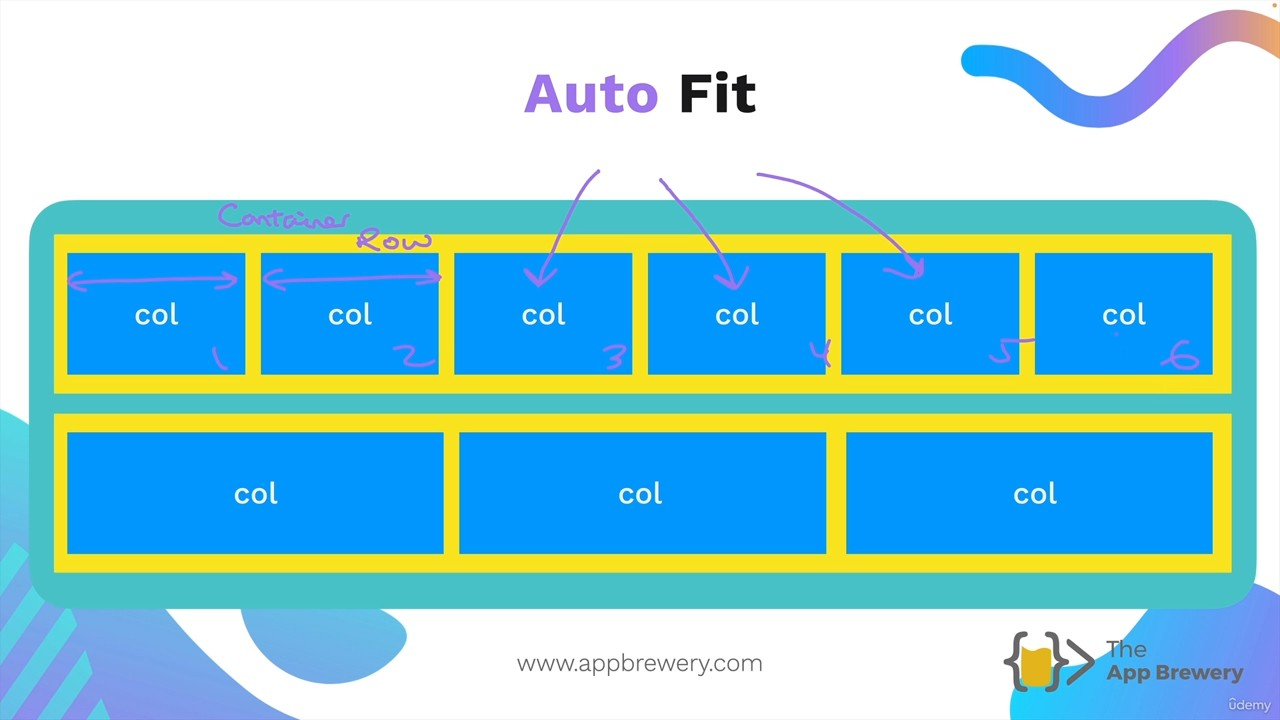 Auto Fit
Container
Row
col col col col col col
1 2 3 4 5 6
col col col
www.appbrewery.com
The
App Brewery
udemy